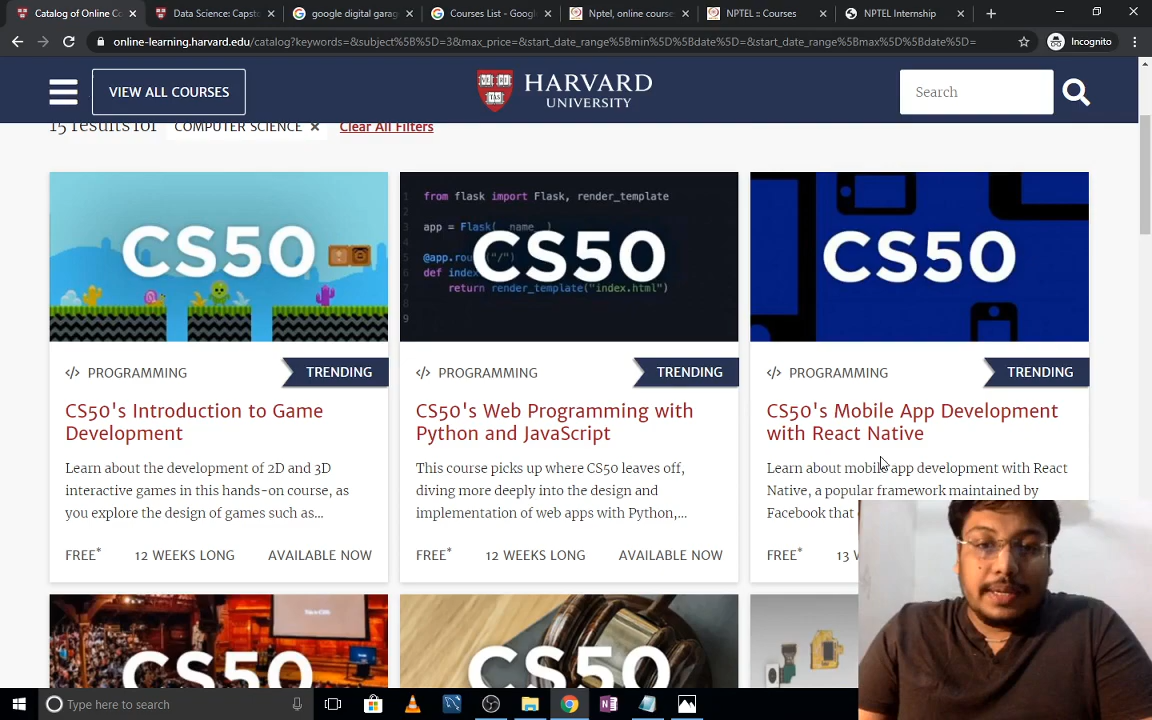 Catalog of Online Co
Data Science: Capsto
google digital garag
Courses List - Googl
Nptel, online course
NPTEL :: Courses
NPTEL Internship
online-learning.harvard.edu/catalog?keywords=&subject%5B%5D=3&max_price=&start_date_range%5Bmin%5D%5Bdate%5D=&start_date_range%5Bmax%5D%5Bdate%5D=
Incognito
VIEW ALL COURSES
HARVARD
UNIVERSITY
Search
15 results for COMPUTER SCIENCE × Clear All Filters
CS50
from flask import Flask, render_template
app = Flask(__name__)
@app.rou ("/")
def index
return render_template("index.html")
9
CS50
CS50
</> PROGRAMMING TRENDING
CS50's Introduction to Game
Development
Learn about the development of 2D and 3D
interactive games in this hands-on course, as
you explore the design of games such as...
FREE* 12 WEEKS LONG AVAILABLE NOW
</> PROGRAMMING TRENDING
CS50's Web Programming with
Python and JavaScript
This course picks up where CS50 leaves off,
diving more deeply into the design and
implementation of web apps with Python,...
FREE* 12 WEEKS LONG AVAILABLE NOW
</> PROGRAMMING TRENDING
CS50's Mobile App Development
with React Native
Learn about mobile app development with React
Native, a popular framework maintained by
Facebook that
FREE* 13 W
CS50
CS50
Type here to search